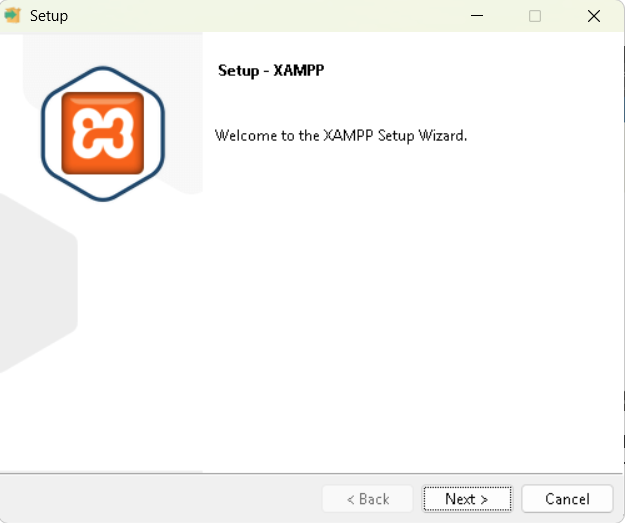 Setup
Setup - XAMPP
Welcome to the XAMPP Setup Wizard.
< Back
Next >
Cancel